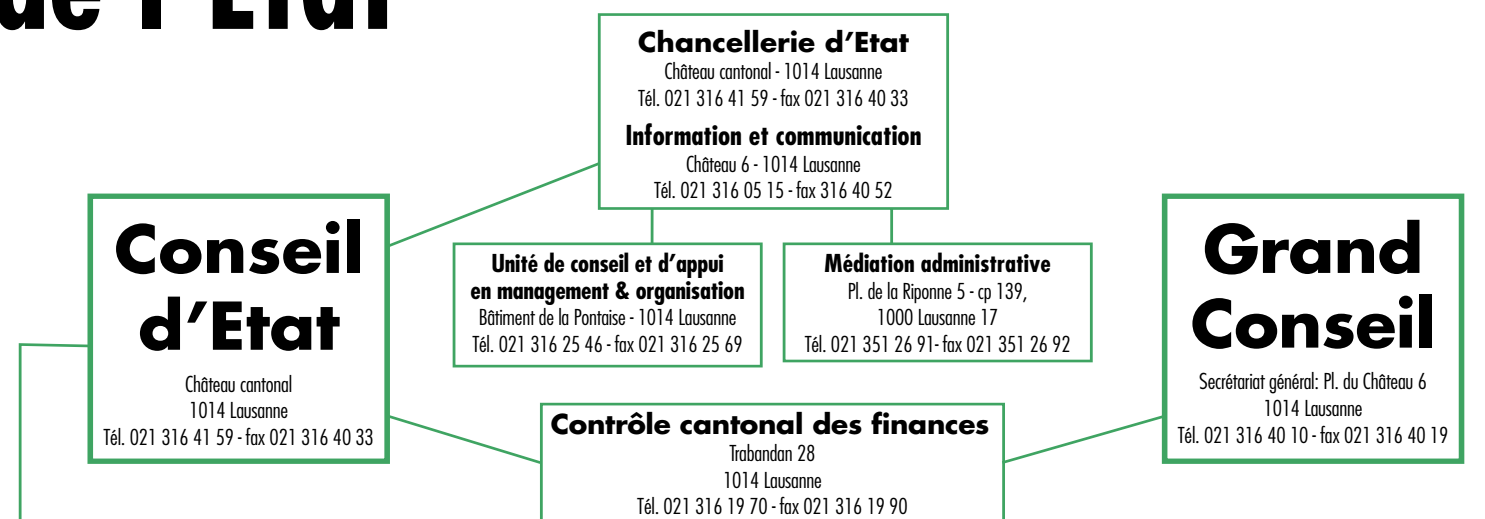 de l'Etat
Chancellerie d'Etat
Château cantonal - 1014 Lausanne
Tél. 021 316 41 59 - fax 021 316 40 33
Information et communication
Château 6 - 1014 Lausanne
Tél. 021 316 05 15 - fax 316 40 52
Conseil
d'Etat
Château cantonal
1014 Lausanne
Tél. 021 316 41 59 - fax 021 316 40 33
Unité de conseil et d'appui
en management & organisation
Bâtiment de la Pontaise - 1014 Lausanne
Tél. 021 316 25 46 - fax 021 316 25 69
Médiation administrative
Pl. de la Riponne 5 - cp 139,
1000 Lausanne 17
Tél. 021 351 26 91- fax 021 351 26 92
Grand
Conseil
Secrétariat général: Pl. du Château 6
1014 Lausanne
Tél. 021 316 40 10 - fax 021 316 40 19
Contrôle cantonal des finances
Trabandan 28
1014 Lausanne
Tél. 021 316 19 70 - fax 021 316 19 90